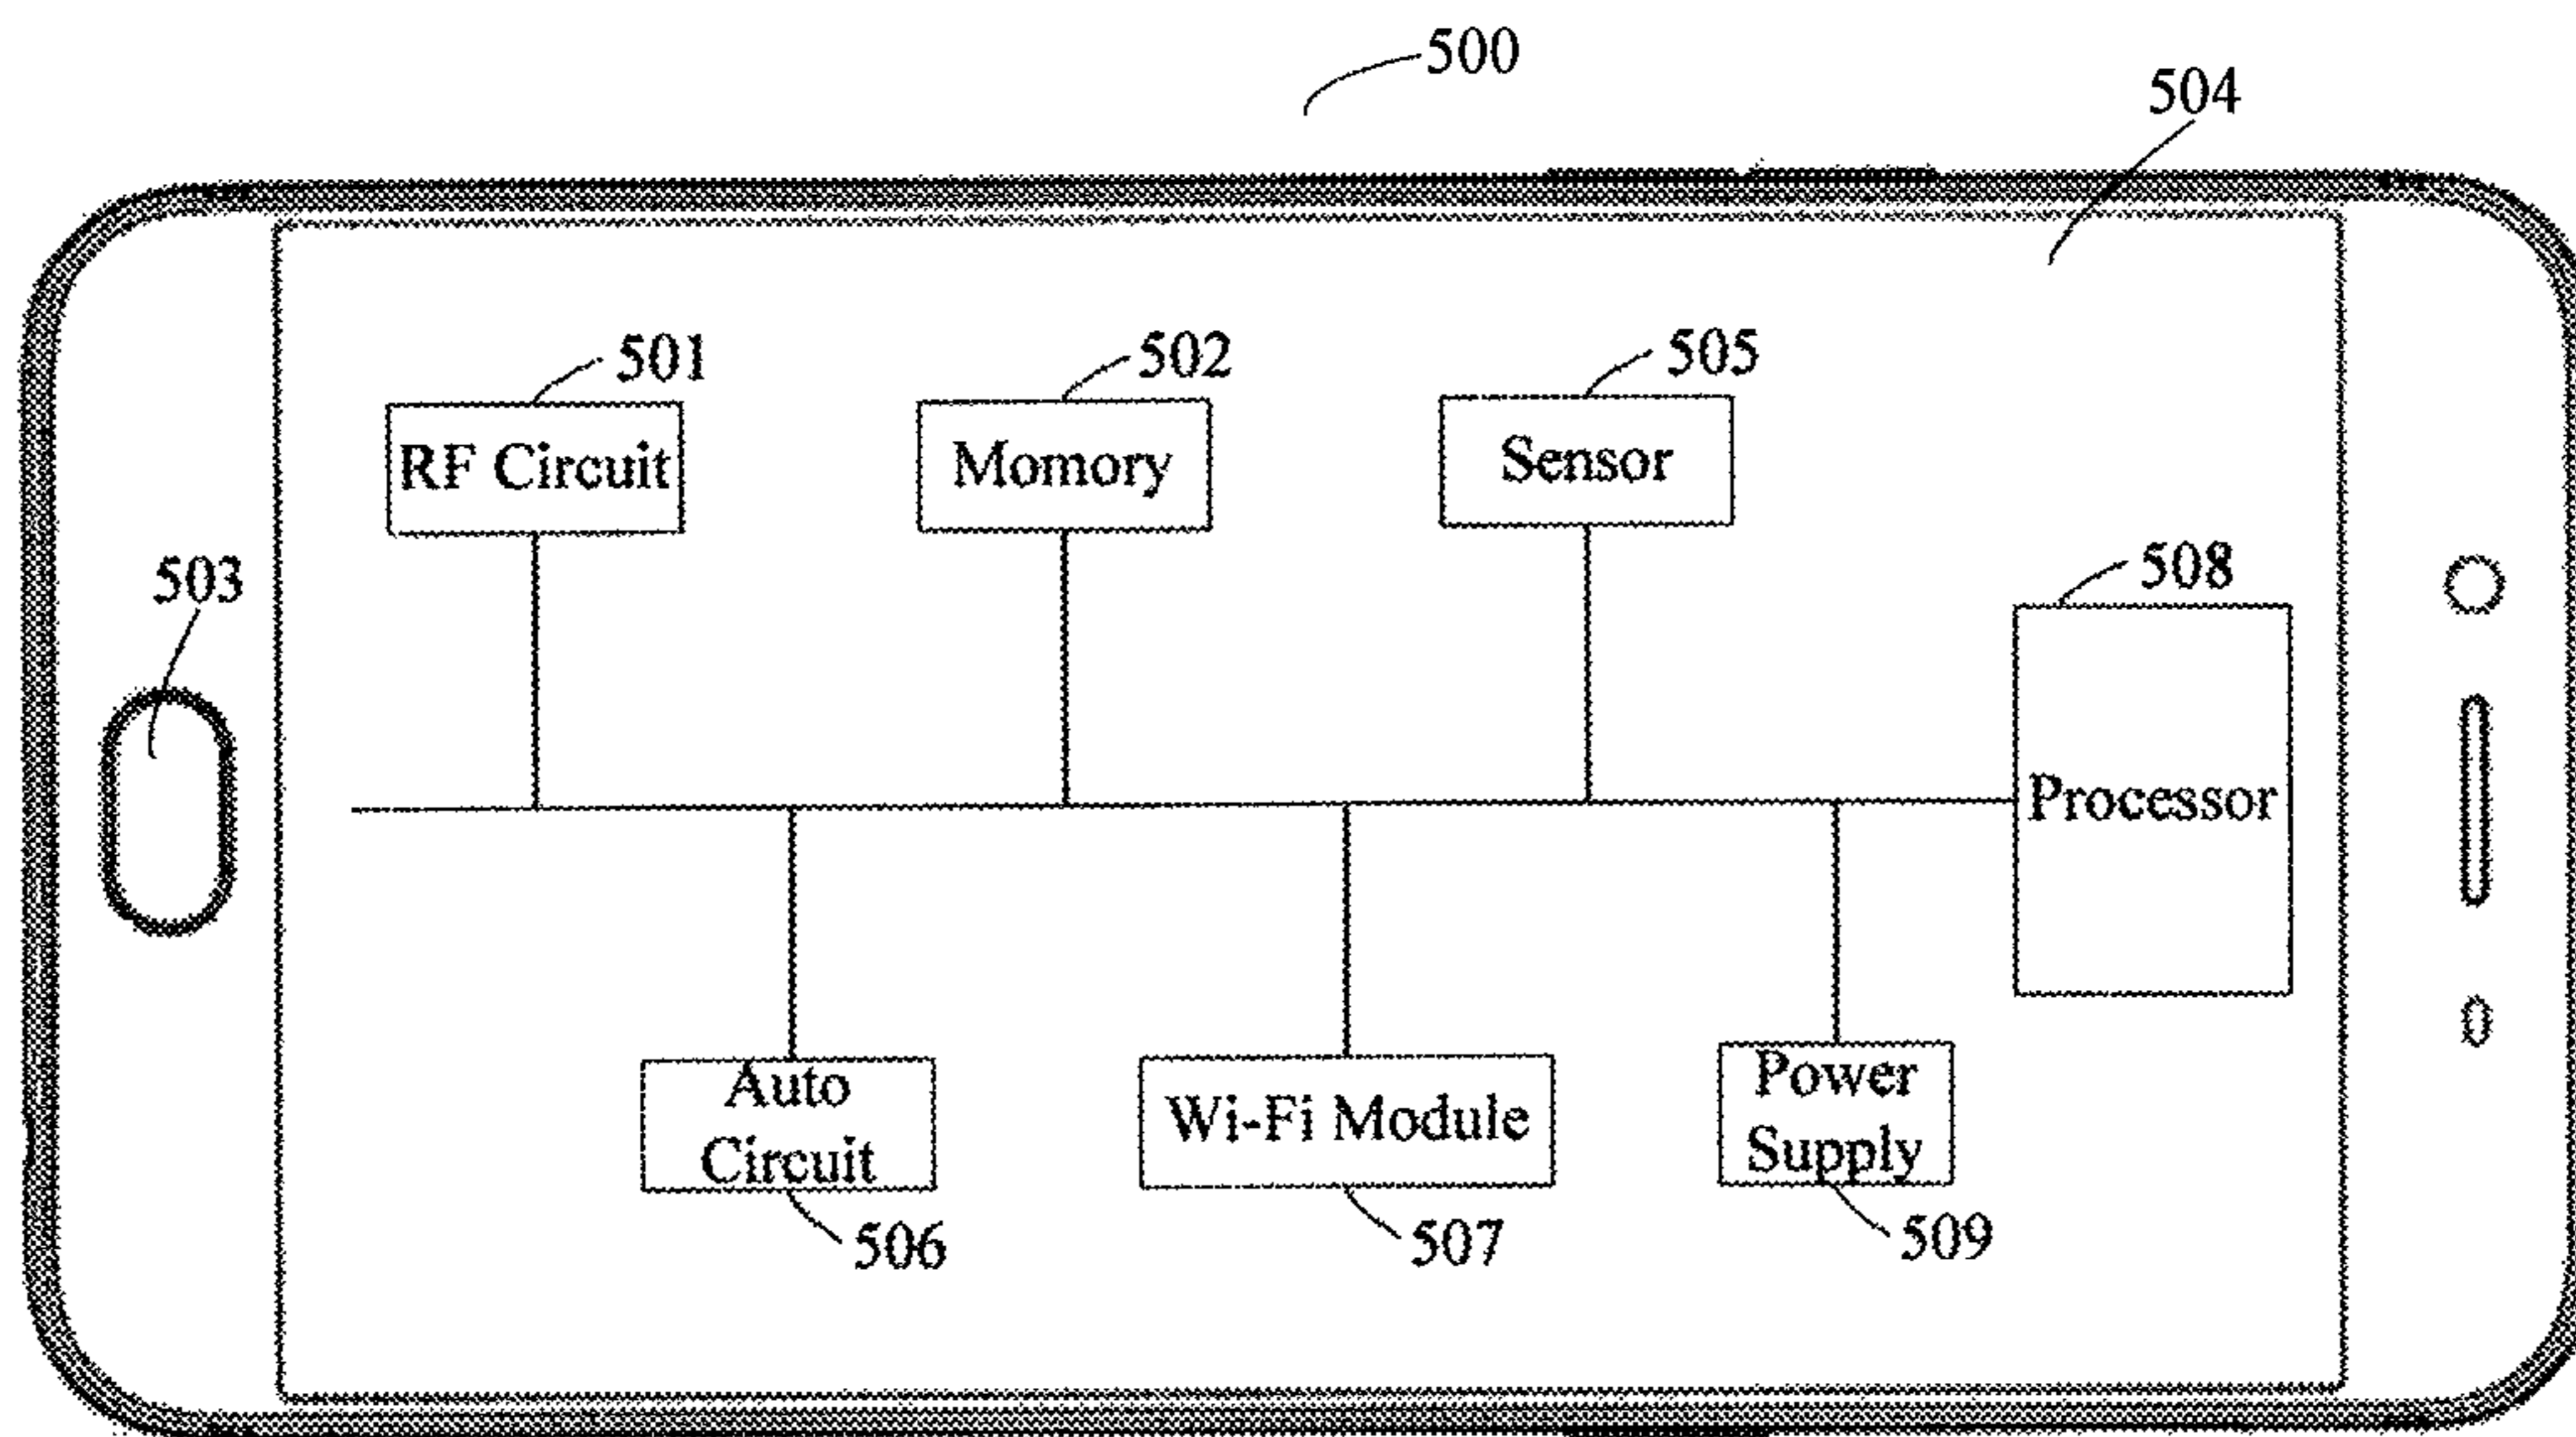 500
504
501
502
505
RF Circuit
Momory
Sensor
503
508
Processor
Auto
Circuit
Wi-Fi Module
Power
Supply
506
507
509